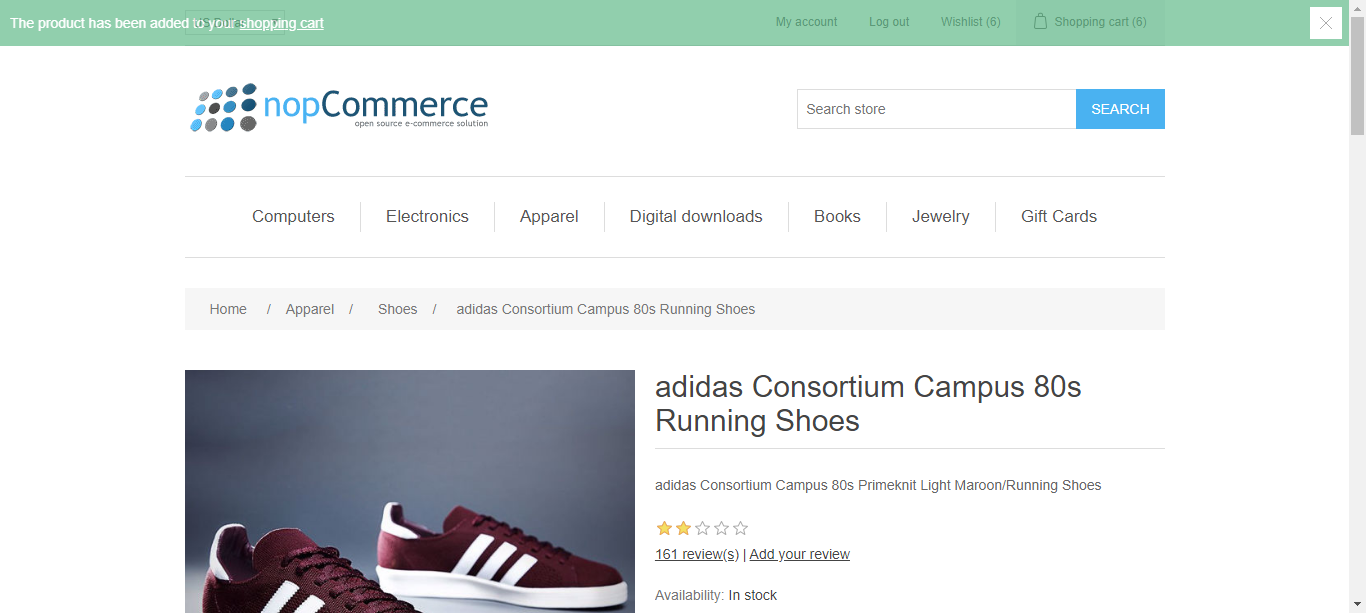 The product has been added to your shopping cart
My account
Log out
Wishlist (6)
Shopping cart (6)
nopCommerce
open source e-commerce solution
Search store
SEARCH
Computers
Electronics
Apparel
Digital downloads
Books
Jewelry
Gift Cards
Home / Apparel / Shoes / adidas Consortium Campus 80s Running Shoes
adidas Consortium Campus 80s
Running Shoes
adidas Consortium Campus 80s Primeknit Light Maroon/Running Shoes
161 review(s) | Add your review
Availability: In stock